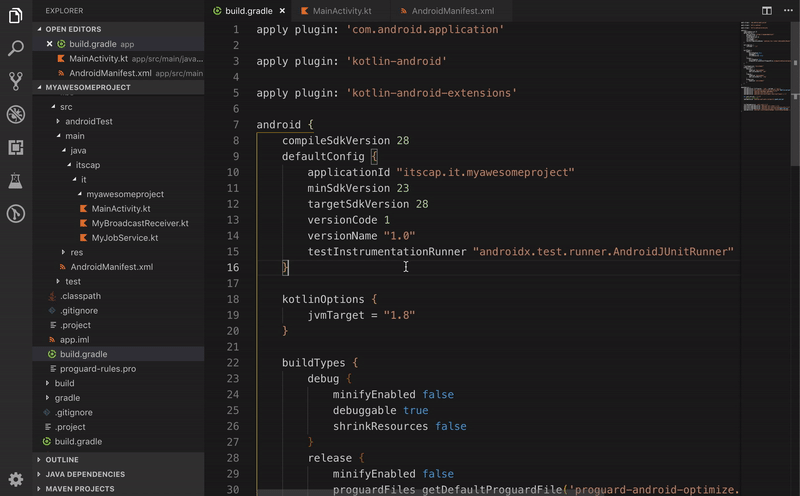 EXPLORER
OPEN EDITORS
build.gradle app
MainActivity.kt app/src/main/java...
AndroidManifest.xml app/src/main
MYAWESOMEPROJECT
src
androidTest
main
java
itscap
it
myawesomeproject
MainActivity.kt
MyBroadcastReceiver.kt
MyJobService.kt
res
AndroidManifest.xml
test
.classpath
.gitignore
.project
app.iml
build.gradle
proguard-rules.pro
build
gradle
.gitignore
.project
build.gradle
OUTLINE
JAVA DEPENDENCIES
MAVEN PROJECTS
build.gradle
MainActivity.kt
AndroidManifest.xml
1 apply plugin: 'com.android.application'
2
3 apply plugin: 'kotlin-android'
4
5 apply plugin: 'kotlin-android-extensions'
6
7 android {
8 compileSdkVersion 28
9 defaultConfig {
10 applicationId "itscap.it.myawesomeproject"
11 minSdkVersion 23
12 targetSdkVersion 28
13 versionCode 1
14 versionName "1.0"
15 testInstrumentationRunner "androidx.test.runner.AndroidJUnitRunner"
16 }
17
18 kotlinOptions {
19 jvmTarget = "1.8"
20 }
21
22 buildTypes {
23 debug {
24 minifyEnabled false
25 debuggable true
26 shrinkResources false
27 }
28 release {
29 minifyEnabled false
30 proguardFiles getDefaultProguardFile('proguard-android-optimize.